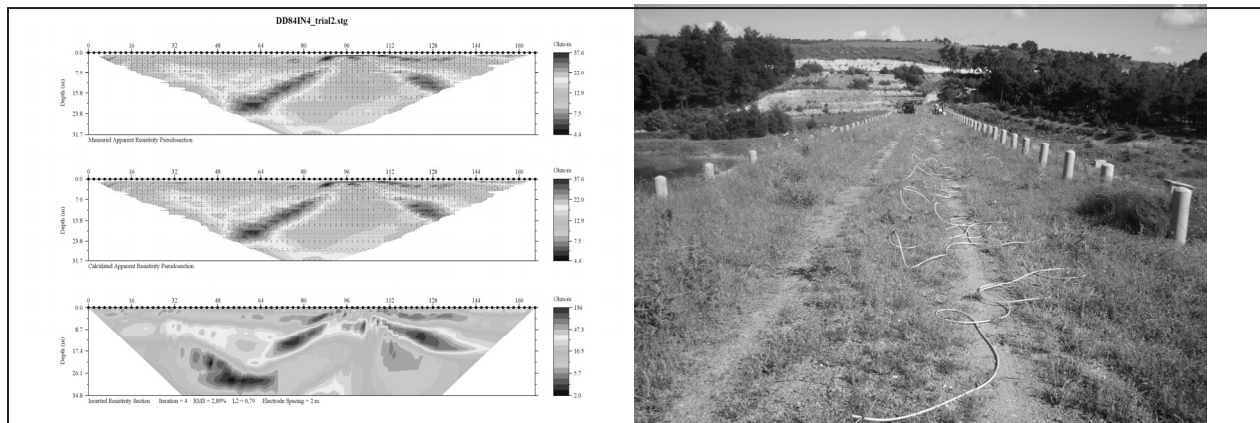 DD84IN4_trial2.stg
0 16 32 48 64 80 96 112 128 144 160
Ohm-m
0.0 37.6
7.9 22.0
15.8 12.9
23.8 7.5
31.7 4.4
Depth (m)
Measured Apparent Resistivity Pseudosection
0 16 32 48 64 80 96 112 128 144 160
Ohm-m
0.0 37.6
7.9 22.0
15.8 12.9
23.8 7.5
31.7 4.4
Depth (m)
Calculated Apparent Resistivity Pseudosection
0 16 32 48 64 80 96 112 128 144 160
Ohm-m
0.0 136
8.7 47.3
17.4 16.5
26.1 5.7
34.8 2.0
Depth (m)
Inverted Resistivity Section Iteration = 4 RMS = 2,89% L2 = 0,79 Electrode Spacing = 2 m